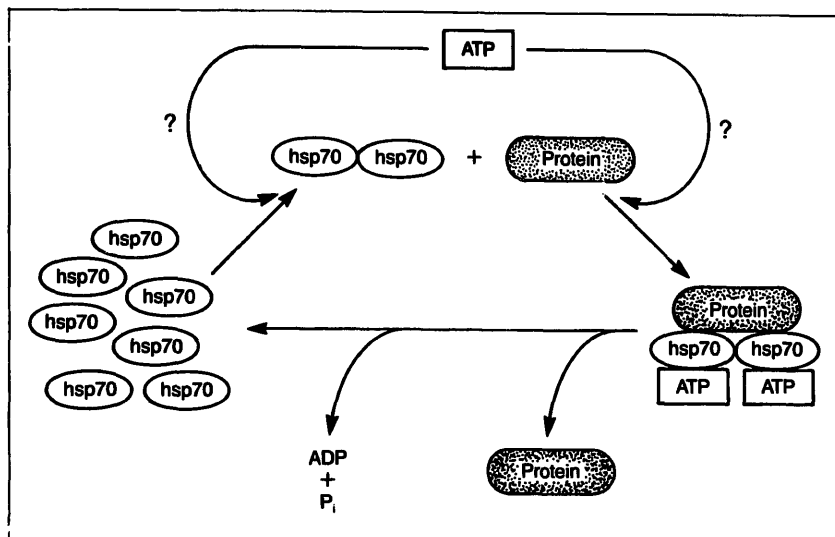 ATP
?
?
hsp70 hsp70 + Protein
hsp70
hsp70
hsp70
hsp70
hsp70
hsp70 hsp70
Protein
hsp70 hsp70
ATP ATP
ADP
+
Pi
Protein